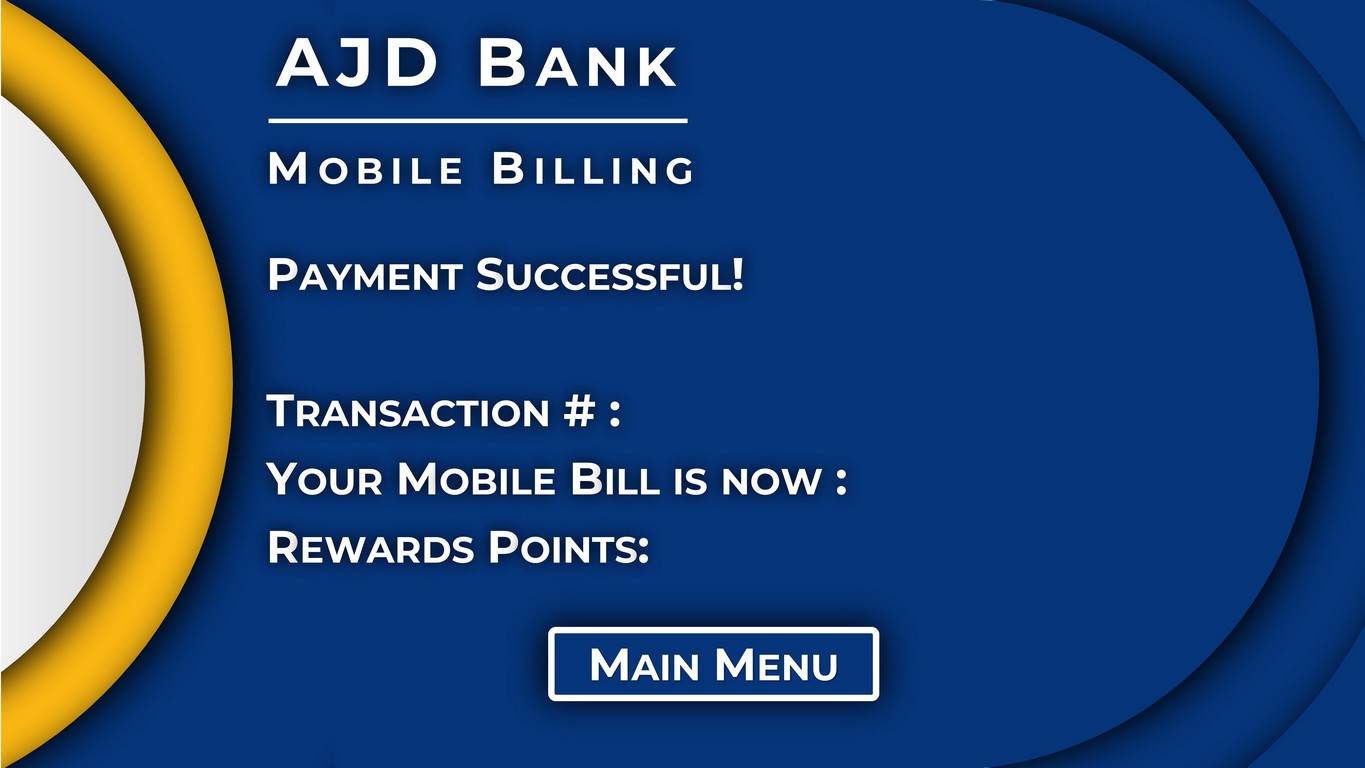 AJD Bank
Mobile Billing
Payment Successful!
Transaction # :
Your Mobile Bill is now :
Rewards Points:
Main Menu